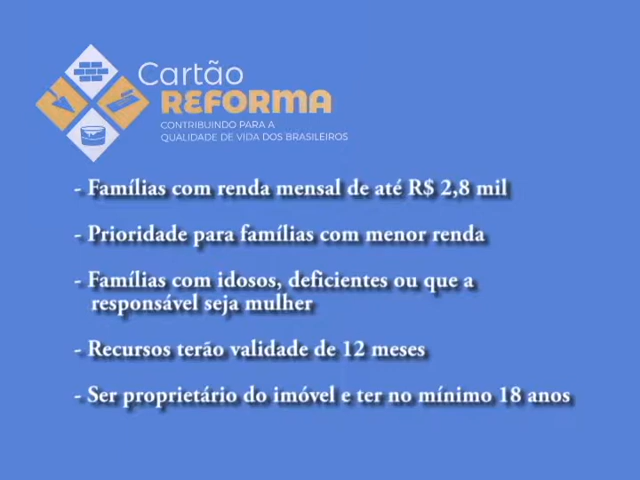 Cartão
REFORMA
CONTRIBUINDO PARA A
QUALIDADE DE VIDA DOS BRASILEIROS
- Famílias com renda mensal de até R$ 2,8 mil
- Prioridade para famílias com menor renda
- Famílias com idosos, deficientes ou que a
responsável seja mulher
- Recursos terão validade de 12 meses
- Ser proprietário do imóvel e ter no mínimo 18 anos